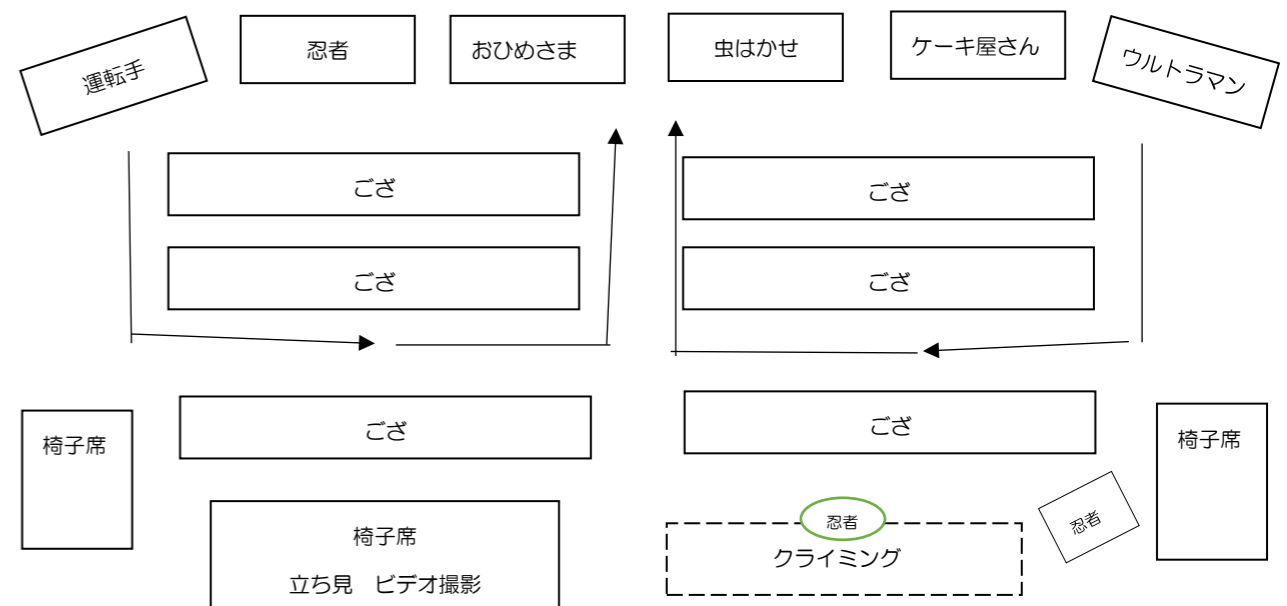 運転手
忍者
おひめさま
虫はかせ
ケーキ屋さん
ウルトラマン
ござ
ござ
ござ
ござ
ござ
ござ
椅子席
椅子席
椅子席
立ち見 ビデオ撮影
忍者
クライミング
忍者